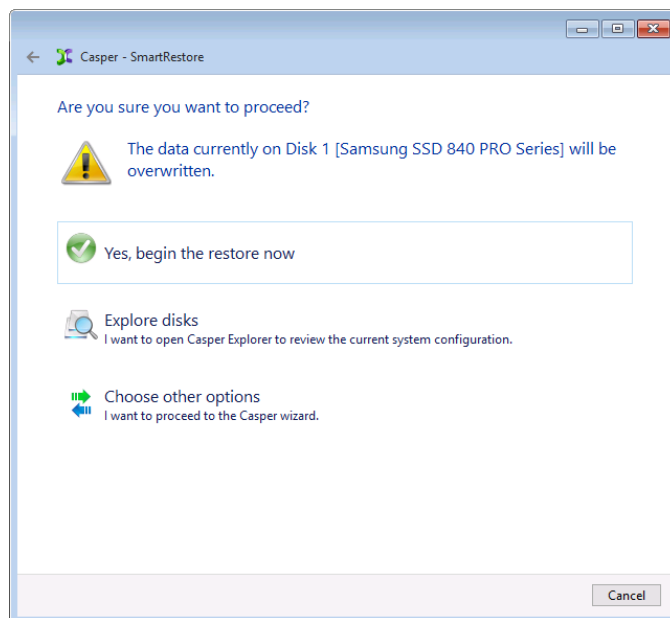 Casper - SmartRestore
Are you sure you want to proceed?
The data currently on Disk 1 [Samsung SSD 840 PRO Series] will be
overwritten.
Yes, begin the restore now
Explore disks
I want to open Casper Explorer to review the current system configuration.
Choose other options
I want to proceed to the Casper wizard.
Cancel